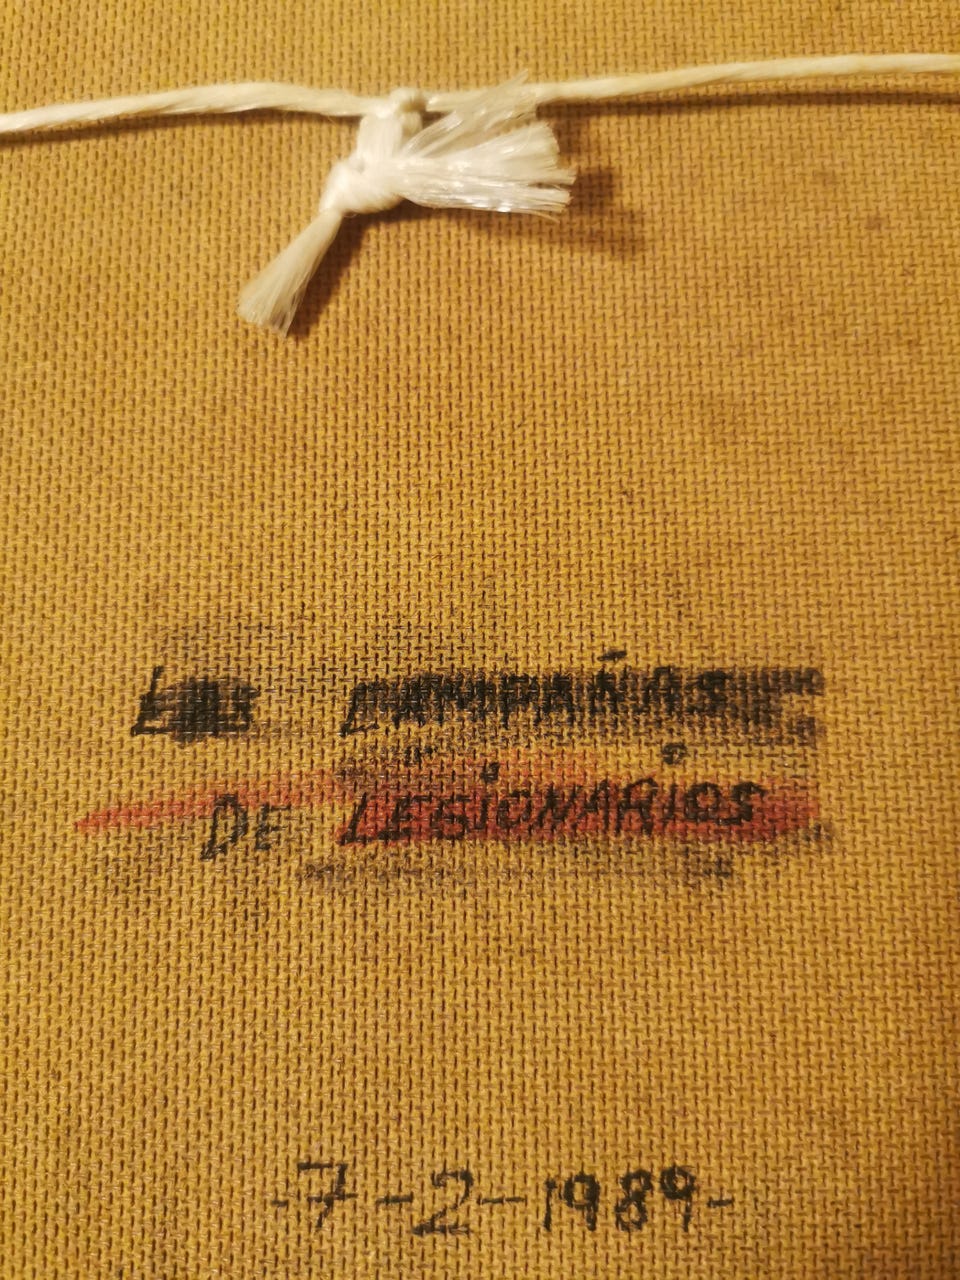 LAS CAMPAÑAS
DE LEGIONARIOS
-7-2-1989-